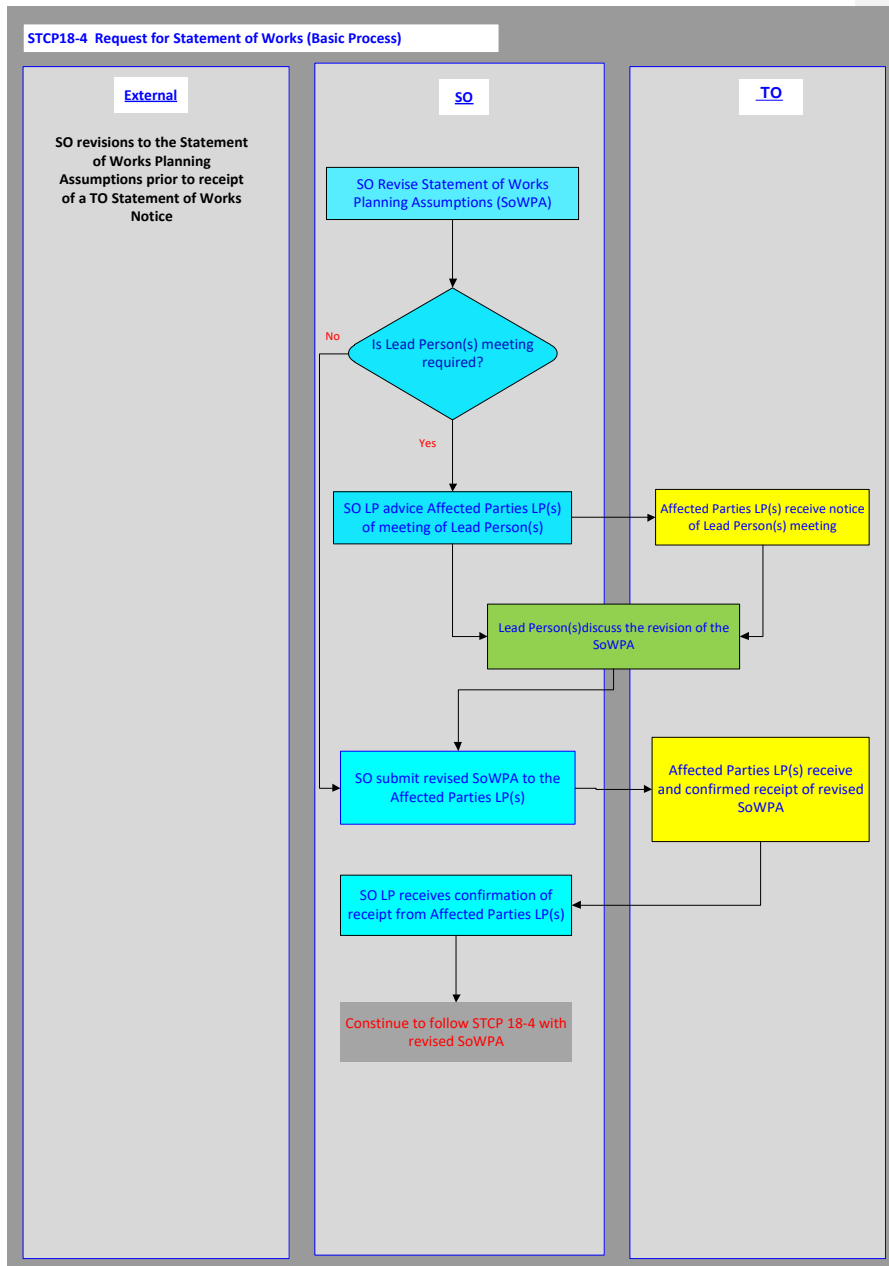 STCP18-4 Request for Statement of Works (Basic Process)
External
SO
TO
SO revisions to the Statement
of Works Planning
Assumptions prior to receipt
of a TO Statement of Works
Notice
SO Revise Statement of Works
Planning Assumptions (SoWPA)
No
Is Lead Person(s) meeting
required?
Yes
SO LP advice Affected Parties LP(s)
of meeting of Lead Person(s)
Affected Parties LP(s) receive notice
of Lead Person(s) meeting
Lead Person(s)discuss the revision of the
SoWPA
SO submit revised SoWPA to the
Affected Parties LP(s)
Affected Parties LP(s) receive
and confirmed receipt of revised
SoWPA
SO LP receives confirmation of
receipt from Affected Parties LP(s)
Constinue to follow STCP 18-4 with
revised SoWPA